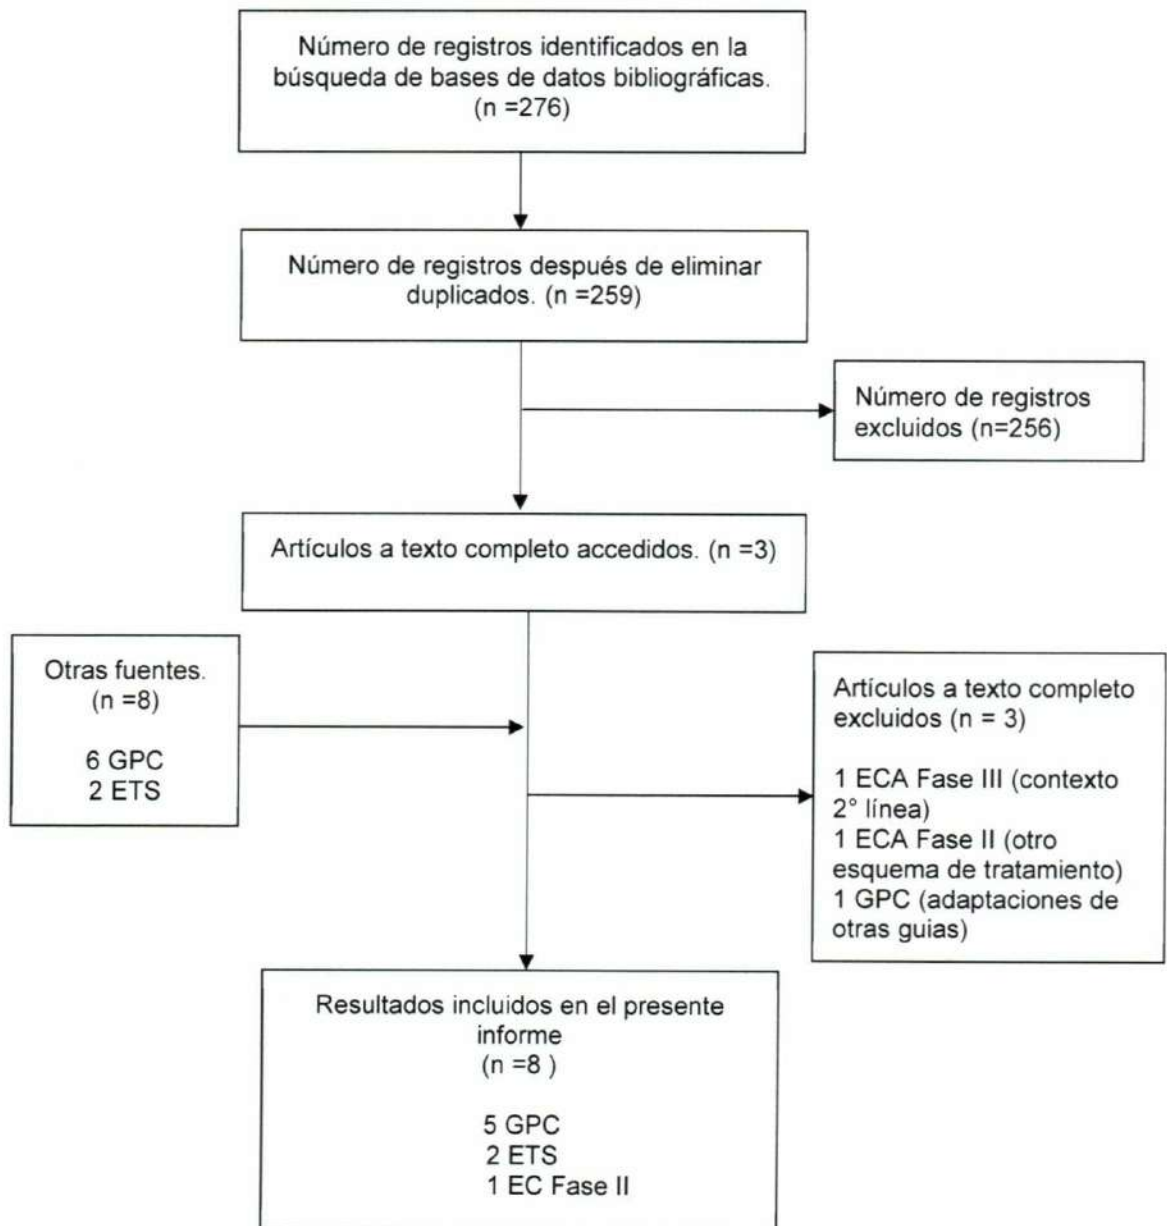 Número de registros identificados en la
búsqueda de bases de datos bibliográficas.
(n =276)
Número de registros después de eliminar
duplicados. (n =259)
Número de registros
excluidos (n=256)
Artículos a texto completo accedidos. (n =3)
Otras fuentes.
(n =8)
6 GPC
2 ETS
Artículos a texto completo
excluidos (n = 3)
1 ECA Fase III (contexto
2° línea)
1 ECA Fase II (otro
esquema de tratamiento)
1 GPC (adaptaciones de
otras guias)
Resultados incluidos en el presente
informe
(n =8 )
5 GPC
2 ETS
1 EC Fase II